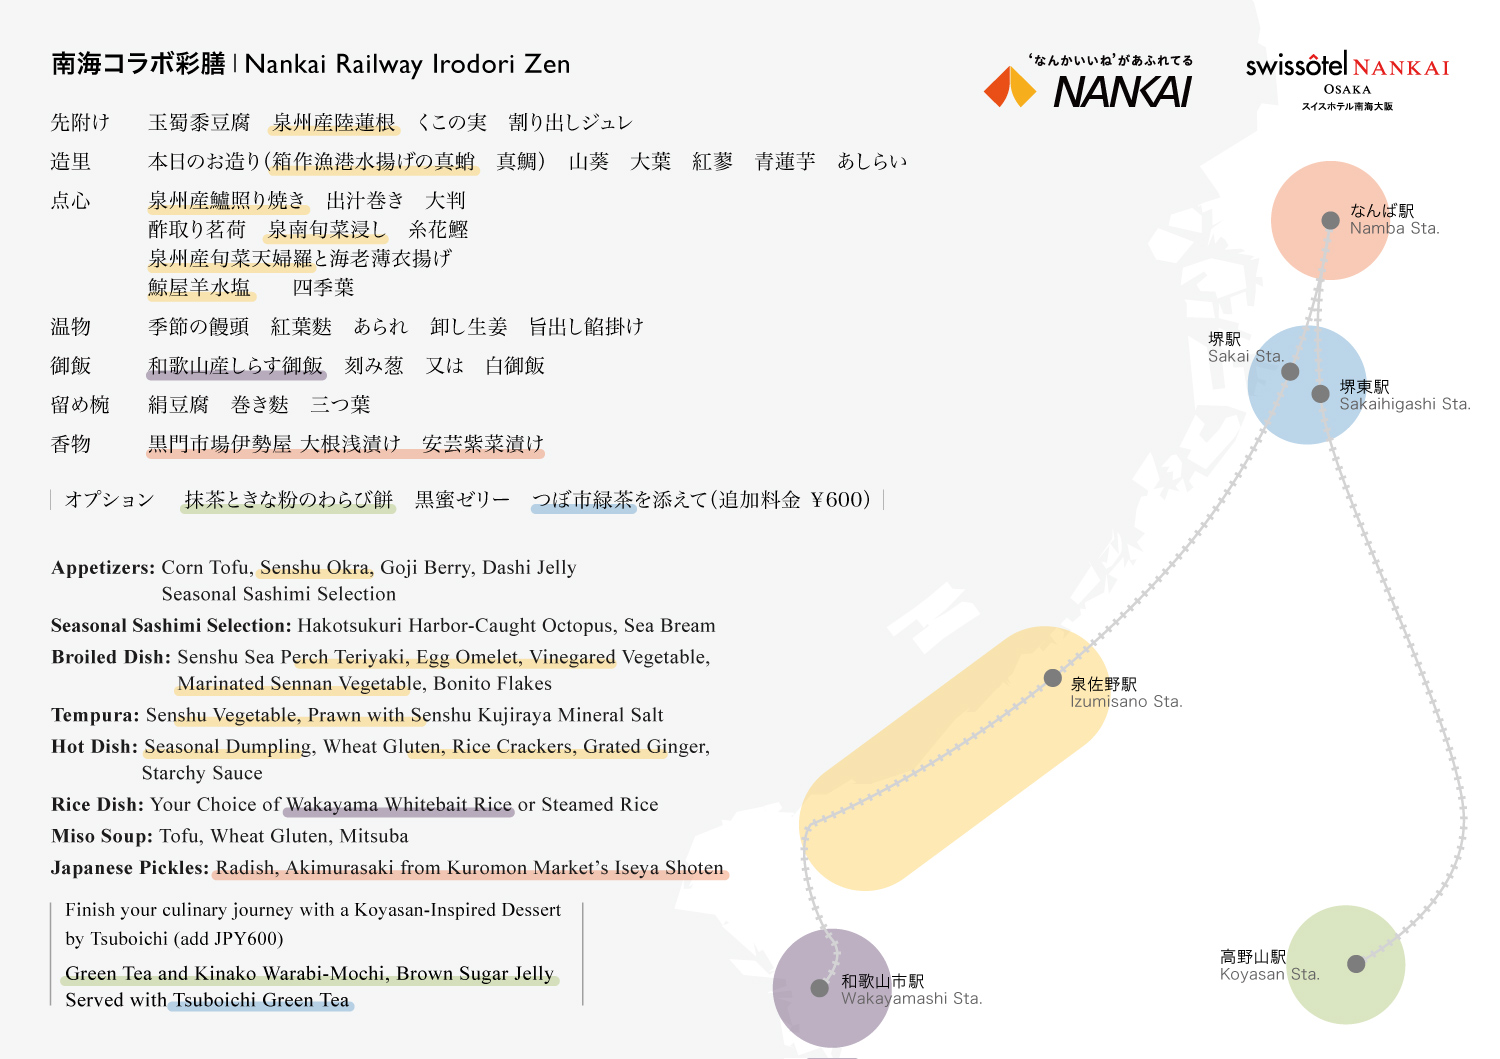 南海コラボ彩膳 | Nankai Railway Irodori Zen
‘なんかいいね’があふれてる
NANKAI
swissôtel NANKAI
OSAKA
スイスホテル南海大阪
先附け 玉蜀黍豆腐 泉州産陸蓮根 くこの実 割り出しジュレ
造里 本日のお造り(箱作漁港水揚げの真蛸 真鯛) 山葵 大葉 紅蓼 青蓮芋 あしらい
点心 泉州産鱸照り焼き 出汁巻き 大判
酢取り茗荷 泉南旬菜浸し 糸花鰹
泉州産旬菜天婦羅と海老薄衣揚げ
鯨屋羊水塩 四季葉
温物 季節の饅頭 紅葉麩 あられ 卸し生姜 旨出し餡掛け
御飯 和歌山産しらす御飯 刻み葱 又は 白御飯
留め椀 絹豆腐 巻き麩 三つ葉
香物 黒門市場伊勢屋 大根浅漬け 安芸紫菜漬け
オプション 抹茶ときな粉のわらび餅 黒蜜ゼリー つぼ市緑茶を添えて(追加料金 ¥600)
Appetizers: Corn Tofu, Senshu Okra, Goji Berry, Dashi Jelly
Seasonal Sashimi Selection
Seasonal Sashimi Selection: Hakotsukuri Harbor-Caught Octopus, Sea Bream
Broiled Dish: Senshu Sea Perch Teriyaki, Egg Omelet, Vinegared Vegetable,
Marinated Sennan Vegetable, Bonito Flakes
Tempura: Senshu Vegetable, Prawn with Senshu Kujiraya Mineral Salt
Hot Dish: Seasonal Dumpling, Wheat Gluten, Rice Crackers, Grated Ginger,
Starchy Sauce
Rice Dish: Your Choice of Wakayama Whitebait Rice or Steamed Rice
Miso Soup: Tofu, Wheat Gluten, Mitsuba
Japanese Pickles: Radish, Akimurasaki from Kuromon Market’s Iseya Shoten
Finish your culinary journey with a Koyasan-Inspired Dessert
by Tsuboichi (add JPY600)
Green Tea and Kinako Warabi-Mochi, Brown Sugar Jelly
Served with Tsuboichi Green Tea
なんば駅
Namba Sta.
堺駅
Sakai Sta.
堺東駅
Sakaihigashi Sta.
泉佐野駅
Izumisano Sta.
高野山駅
Koyasan Sta.
和歌山市駅
Wakayamashi Sta.